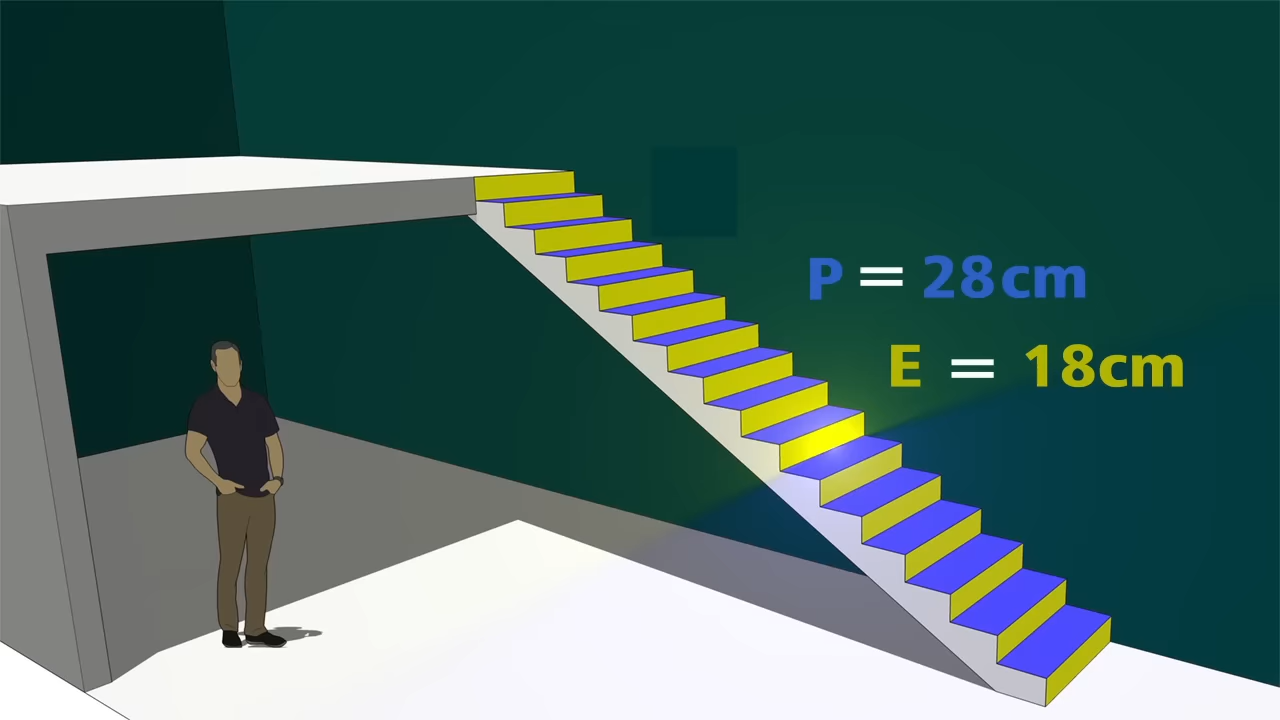 P = 28cm
E = 18cm